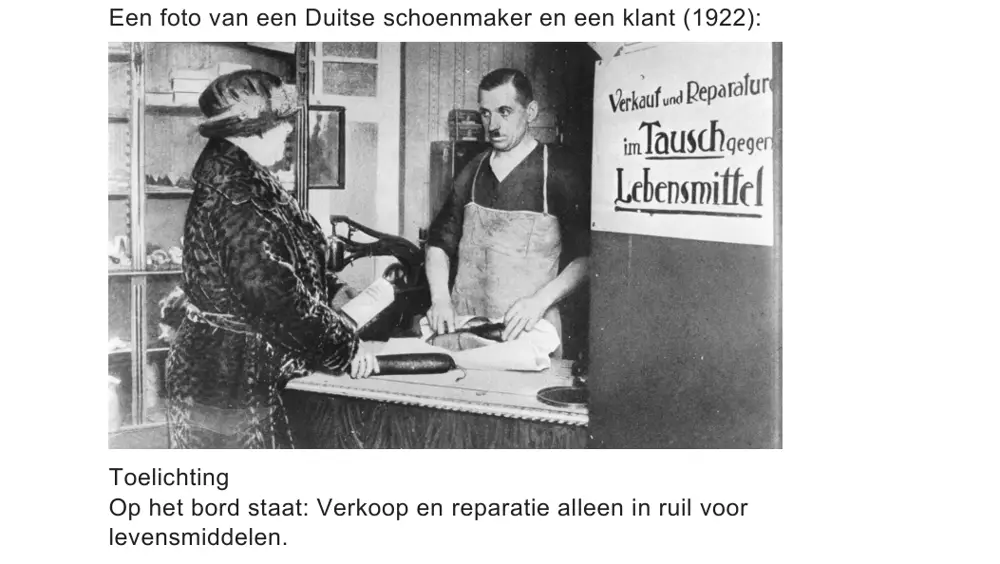 Een foto van een Duitse schoenmaker en een klant (1922):
Verkauf und Reparature
im Tausch gegen
Lebensmittel
Toelichting
Op het bord staat: Verkoop en reparatie alleen in ruil voor
levensmiddelen.